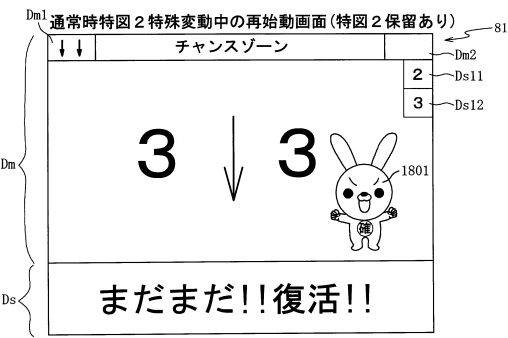 Dm1
通常時特図2特殊変動中の再始動画面(特図2保留あり)
81
チャンスゾーン
Dm2
2
Ds11
3
Ds12
3 3
Dm
1801
確
Ds
まだまだ!!復活!!